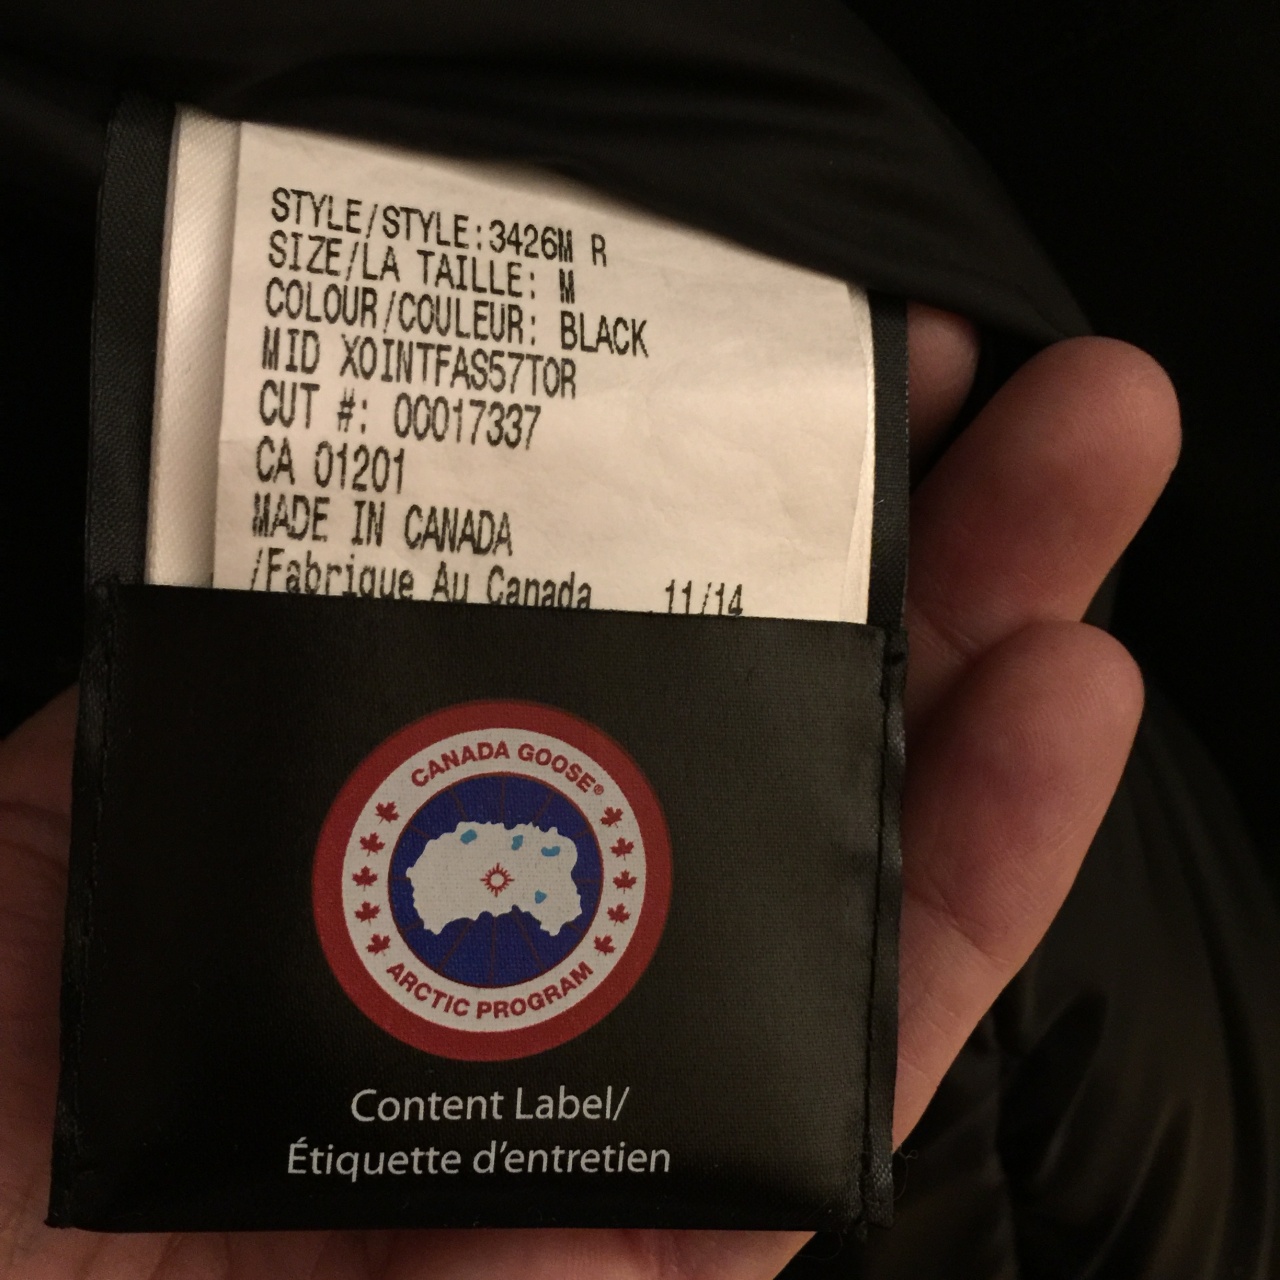 STYLE/STYLE:3426M R
SIZE/LA TAILLE: M
COLOUR/COULEUR: BLACK
MID XOINTFAS57TOR
CUT #: 00017337
CA 01201
MADE IN CANADA
/Fabrique Au Canada 11/14
CANADA GOOSE®
ARCTIC PROGRAM
Content Label/
Étiquette d'entretien